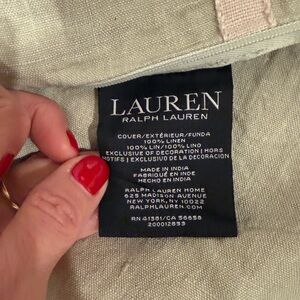 LAUREN
RALPH LAUREN
COVER/EXTÉRIEUR/FUNDA
100% LINEN
100% LIN/100% LINO
EXCLUSIVE OF DECORATION | HORS
MOTIFS | EXCLUSIVO DE LA DECORACIÓN
MADE IN INDIA
FABRIQUÉ EN INDE
HECHO EN INDIA
RALPH LAUREN HOME
625 MADISON AVENUE
NEW YORK, NY 10022
RALPHLAUREN.COM
RN 41381/CA 56658
200012893